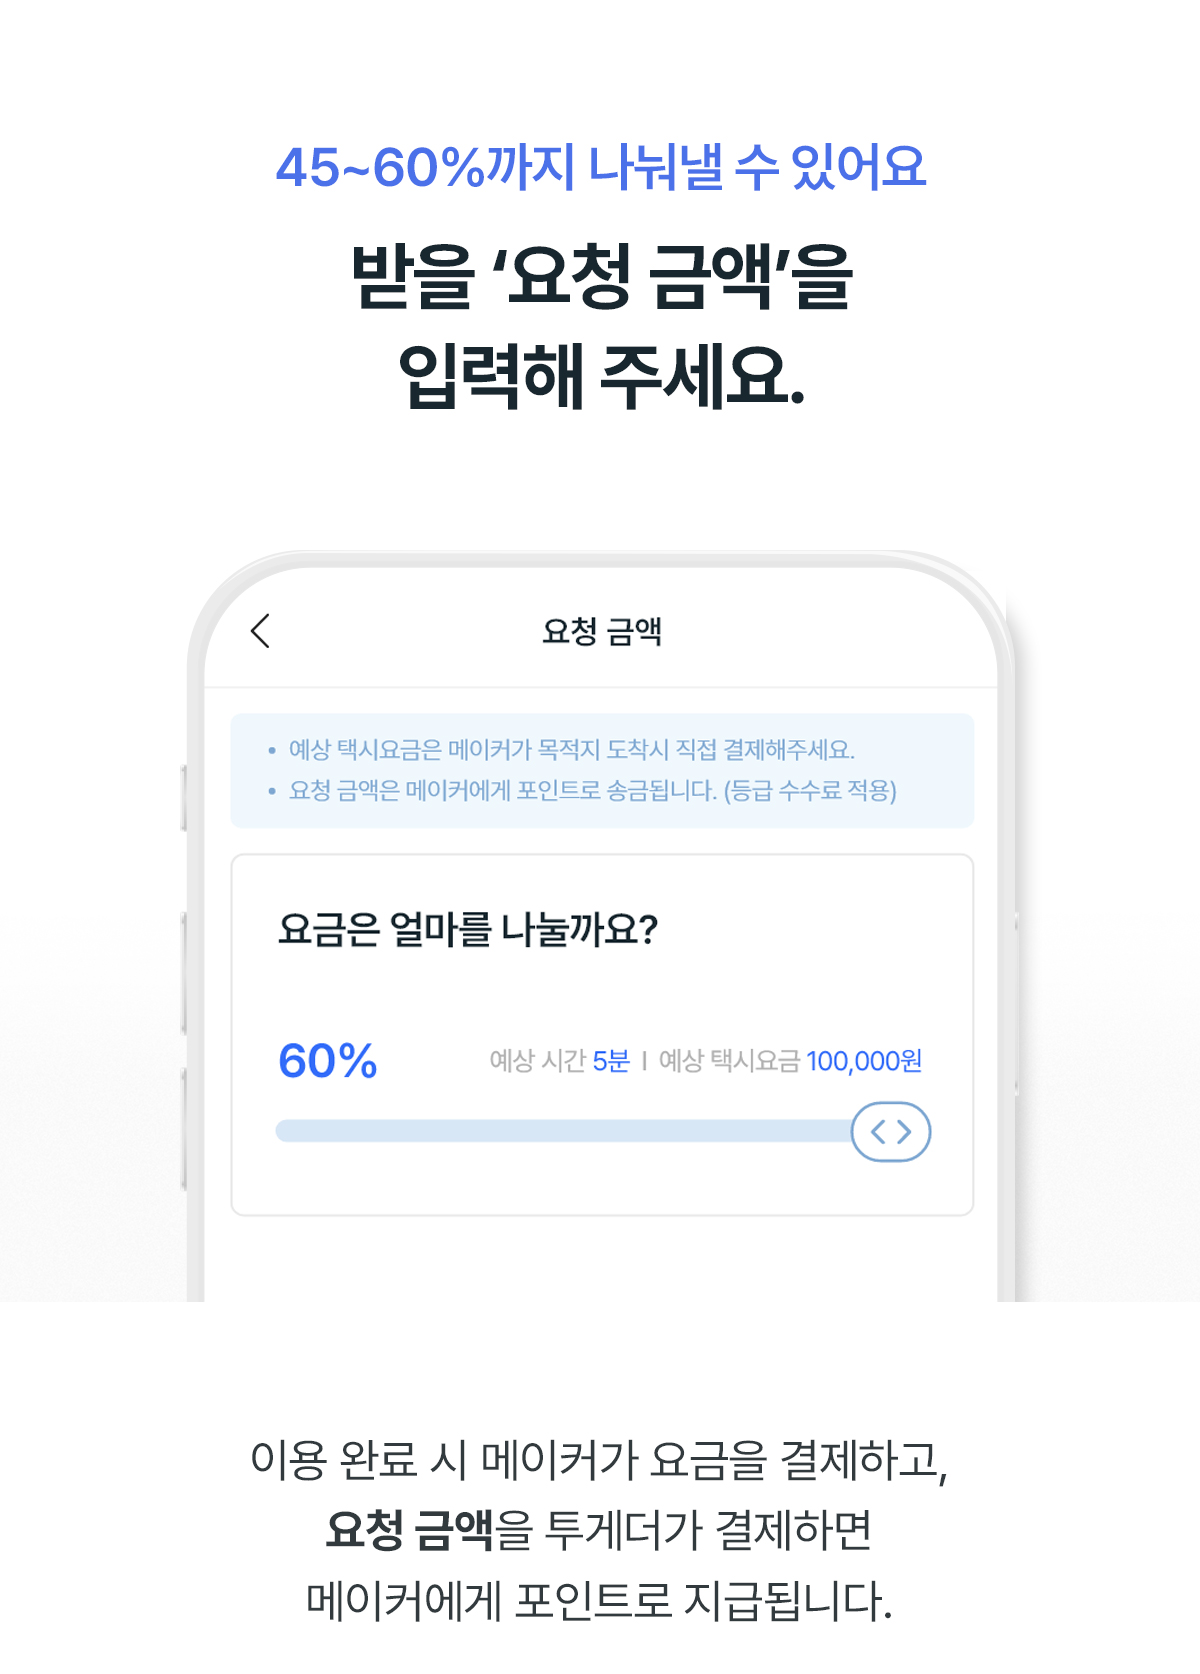 45~60%까지 나눠낼 수 있어요
받을 ‘요청 금액’을
입력해 주세요.
요청 금액
• 예상 택시요금은 메이커가 목적지 도착시 직접 결제해주세요.
• 요청 금액은 메이커에게 포인트로 송금됩니다. (등급 수수료 적용)
요금은 얼마를 나눌까요?
60% 예상 시간 5분 | 예상 택시요금 100,000원
이용 완료 시 메이커가 요금을 결제하고,
요청 금액을 투게더가 결제하면
메이커에게 포인트로 지급됩니다.